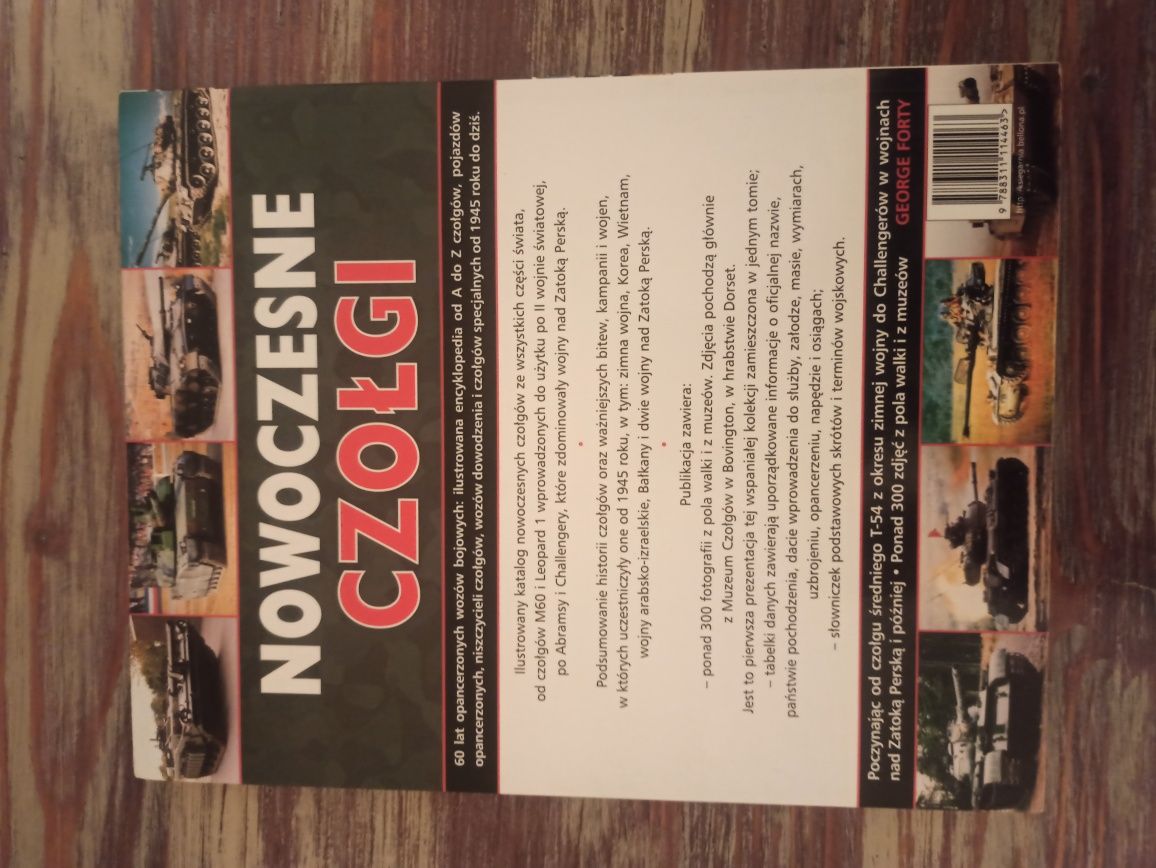 NOWOCZESNE
CZOŁGI
60 lat opancerzonych wozów bojowych: ilustrowana encyklopedia od A do Z czołgów, pojazdów
opancerzonych, niszczycieli czołgów, wozów dowodzenia i czołgów specjalnych od 1945 roku do dziś.
Ilustrowany katalog nowoczesnych czołgów ze wszystkich części świata,
od czołgów M60 i Leopard 1 wprowadzonych do użytku po II wojnie światowej,
po Abramsy i Challengery, które zdominowały wojny nad Zatoką Perską.
•
Podsumowanie historii czołgów oraz ważniejszych bitew, kampanii i wojen,
w których uczestniczyły one od 1945 roku, w tym: zimna wojna, Korea, Wietnam,
wojny arabsko-izraelskie, Bałkany i dwie wojny nad Zatoką Perską.
•
Publikacja zawiera:
– ponad 300 fotografii z pola walki i z muzeów. Zdjęcia pochodzą głównie
z Muzeum Czołgów w Bovington, w hrabstwie Dorset.
Jest to pierwsza prezentacja tej wspaniałej kolekcji zamieszczona w jednym tomie;
– tabelki danych zawierają uporządkowane informacje o oficjalnej nazwie,
państwie pochodzenia, dacie wprowadzenia do służby, załodze, masie, wymiarach,
uzbrojeniu, opancerzeniu, napędzie i osiągach;
– słowniczek podstawowych skrótów i terminów wojskowych.
Poczynając od czołgu średniego T-54 z okresu zimnej wojny do Challengerów w wojnach
nad Zatoką Perską i później • Ponad 300 zdjęć z pola walki i z muzeów
GEORGE FORTY
9 788311 114463>
http://ksiegarnia.bellona.pl